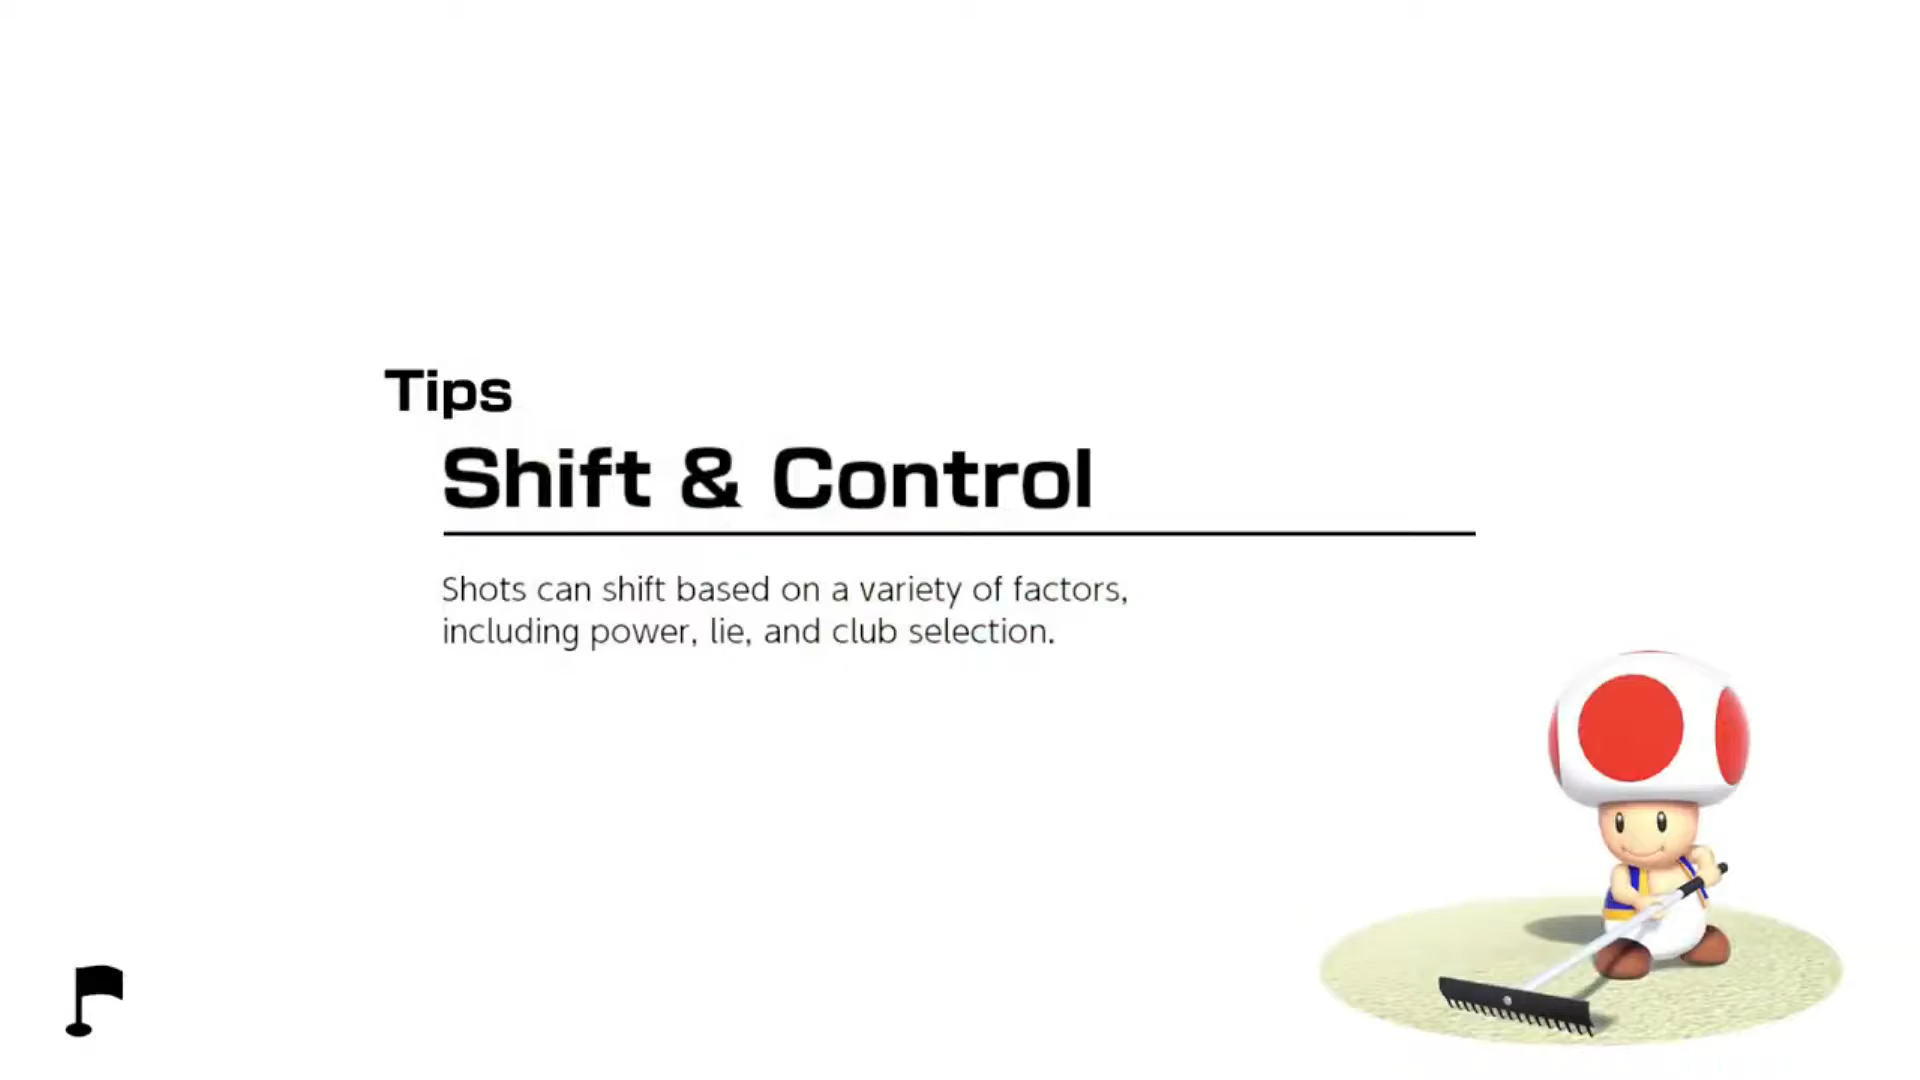 Tips
Shift & Control
Shots can shift based on a variety of factors,
including power, lie, and club selection.